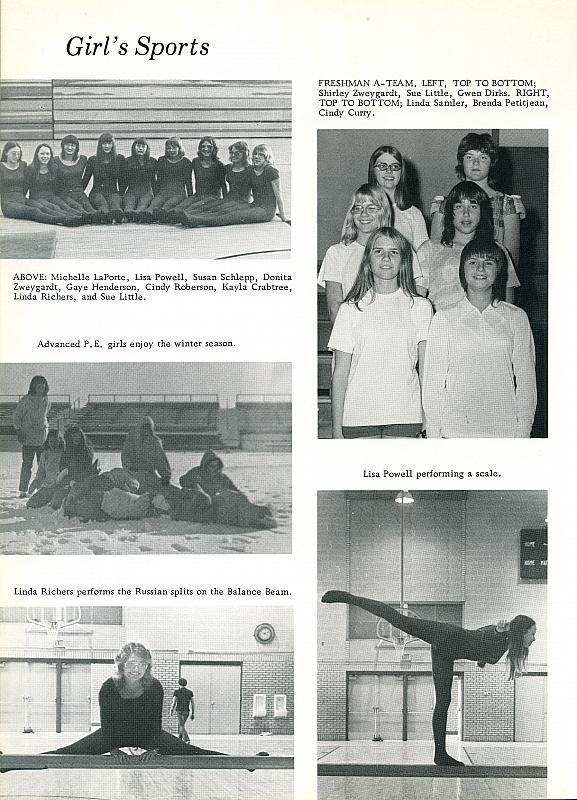 Girl's Sports
ABOVE: Michelle LaPorte, Lisa Powell, Susan Schlepp, Donita
Zweygardt, Gaye Henderson, Cindy Roberson, Kayla Crabtree,
Linda Richers, and Sue Little.
Advanced P.E. girls enjoy the winter season.
Linda Richers performs the Russian splits on the Balance Beam.
FRESHMAN A-TEAM, LEFT, TOP TO BOTTOM;
Shirley Zweygardt, Sue Little, Gwen Dirks. RIGHT,
TOP TO BOTTOM; Linda Samler, Brenda Petitjean,
Cindy Curry.
Lisa Powell performing a scale.
HOME
HOME